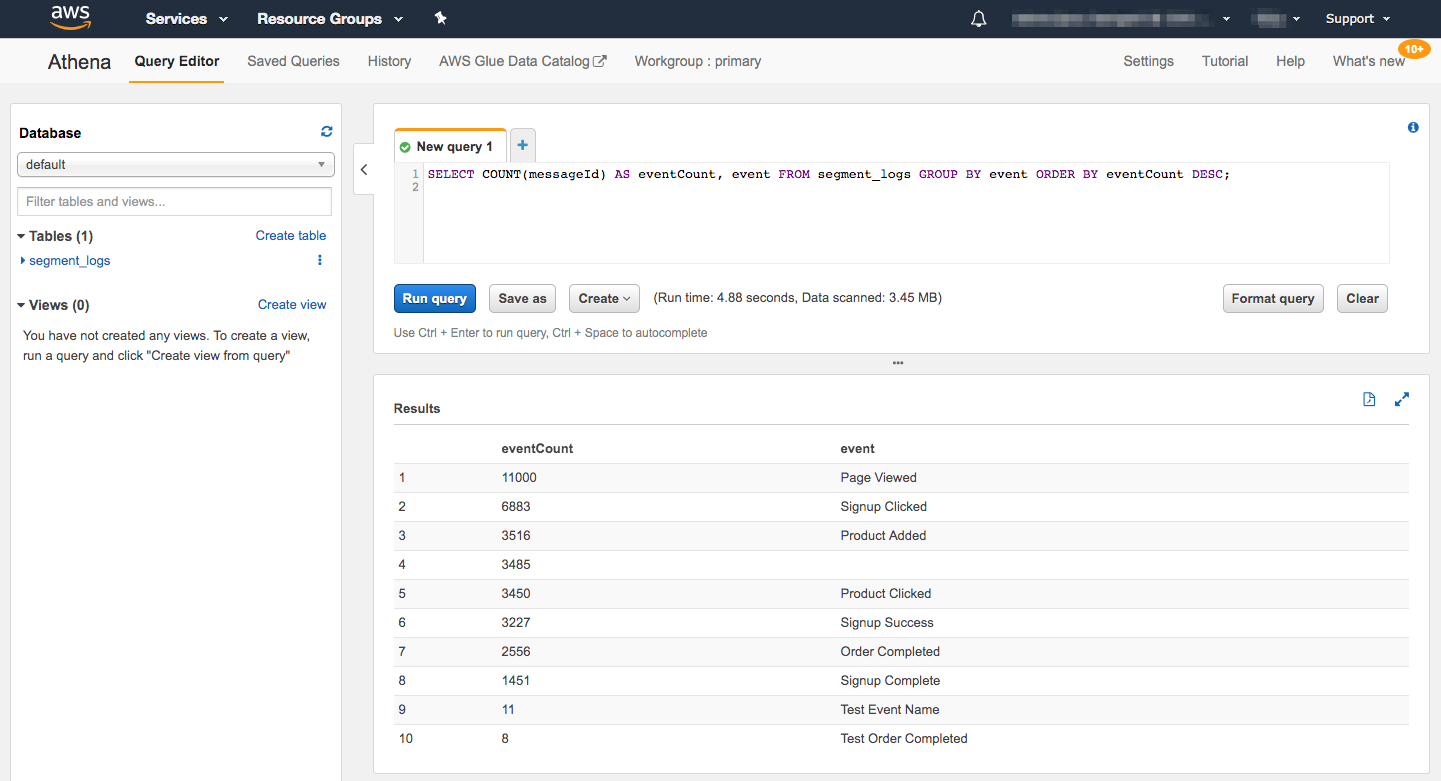 aws Services Resource Groups Support
Athena Query Editor Saved Queries History AWS Glue Data Catalog Workgroup : primary Settings Tutorial Help What's new 10+
Database
default
Filter tables and views...
Tables (1) Create table
segment_logs
Views (0) Create view
You have not created any views. To create a view,
run a query and click "Create view from query"
New query 1 +
1 SELECT COUNT(messageId) AS eventCount, event FROM segment_logs GROUP BY event ORDER BY eventCount DESC;
2
Run query Save as Create (Run time: 4.88 seconds, Data scanned: 3.45 MB) Format query Clear
Use Ctrl + Enter to run query, Ctrl + Space to autocomplete
Results
eventCount event
1 11000 Page Viewed
2 6883 Signup Clicked
3 3516 Product Added
4 3485
5 3450 Product Clicked
6 3227 Signup Success
7 2556 Order Completed
8 1451 Signup Complete
9 11 Test Event Name
10 8 Test Order Completed